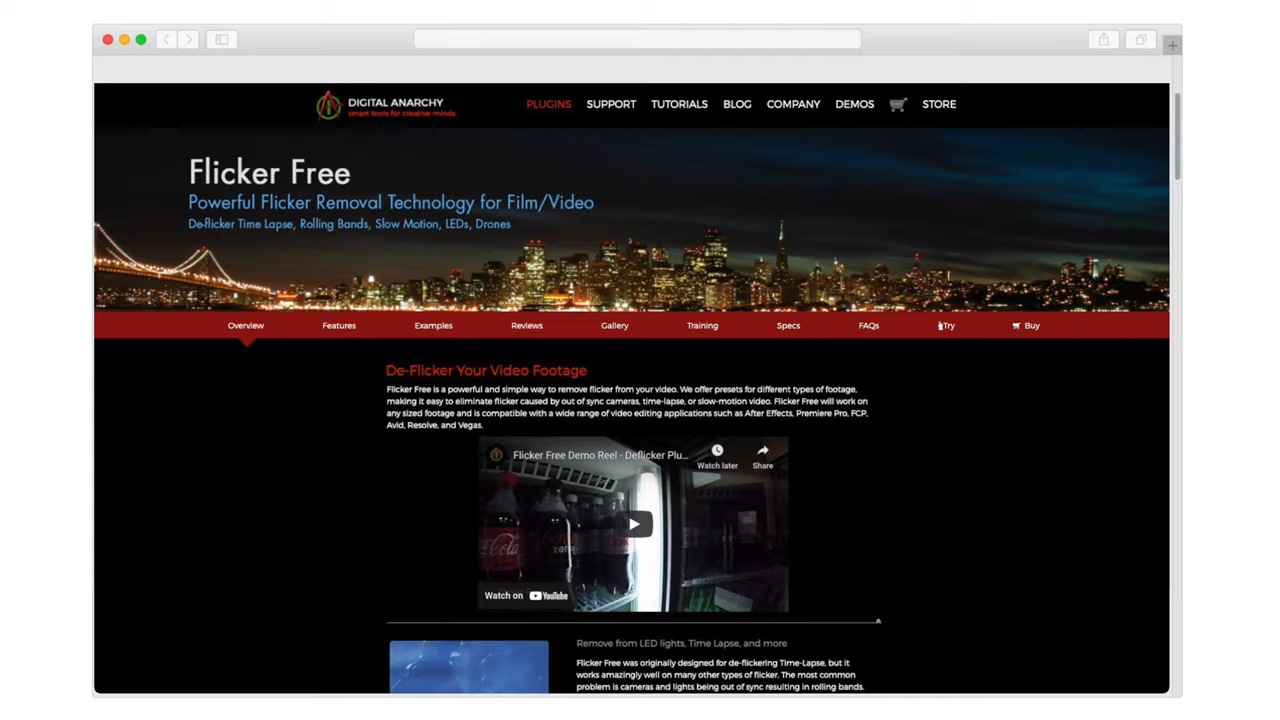 DIGITAL ANARCHY
smart tools for creative minds.
PLUGINS SUPPORT TUTORIALS BLOG COMPANY DEMOS STORE
Flicker Free
Powerful Flicker Removal Technology for Film/Video
De-flicker Time Lapse, Rolling Bands, Slow Motion, LEDs, Drones
Overview Features Examples Reviews Gallery Training Specs FAQs Try Buy
De-Flicker Your Video Footage
Flicker Free is a powerful and simple way to remove flicker from your video. We offer presets for different types of footage,
making it easy to eliminate flicker caused by out of sync cameras, time-lapse, or slow-motion video. Flicker Free will work on
any sized footage and is compatible with a wide range of video editing applications such as After Effects, Premiere Pro, FCP,
Avid, Resolve, and Vegas.
Flicker Free Demo Reel - Deflicker Plu...
Watch later Share
Coca-Cola
zero
Watch on YouTube
Remove from LED lights, Time Lapse, and more
Flicker Free was originally designed for de-flickering Time-Lapse, but it
works amazingly well on many other types of flicker. The most common
problem is cameras and lights being out of sync resulting in rolling bands.